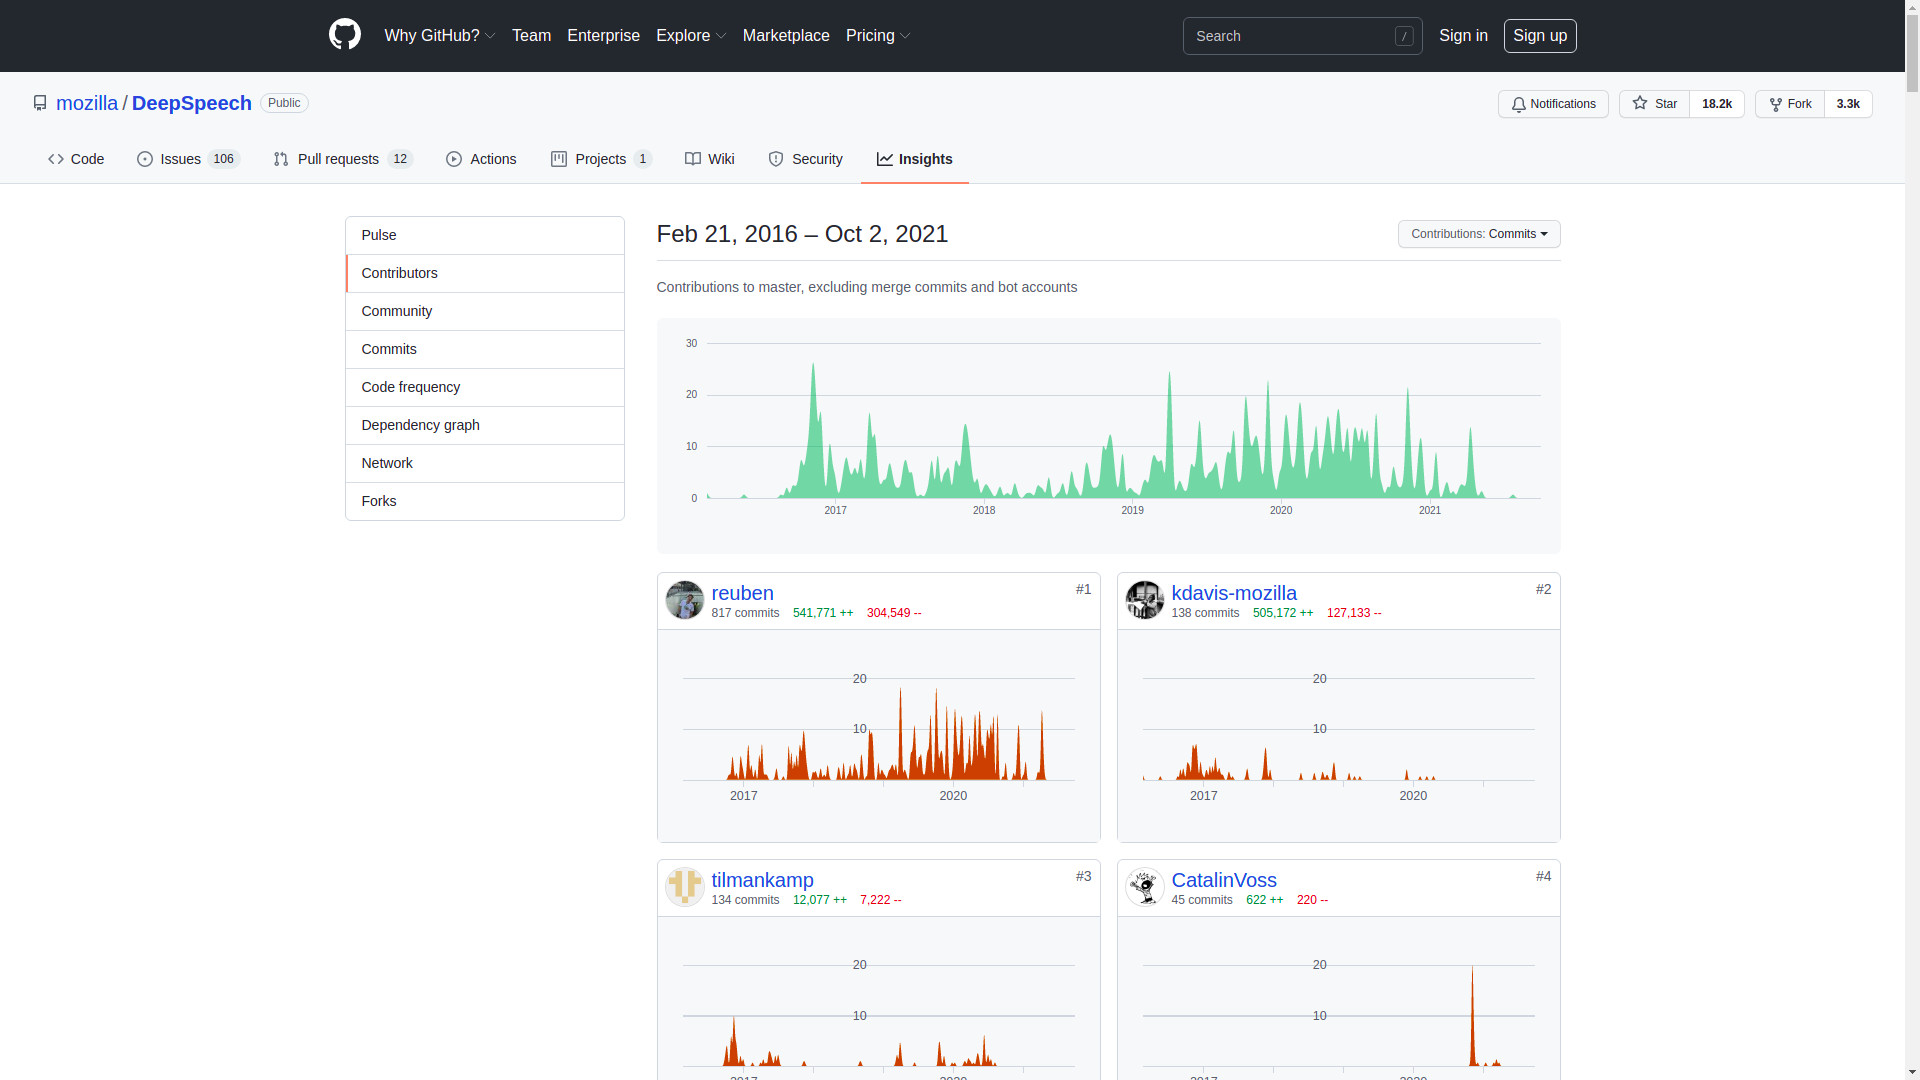 Why GitHub? Team Enterprise Explore Marketplace Pricing Search / Sign in Sign up
mozilla / DeepSpeech Public Notifications Star 18.2k Fork 3.3k
Code Issues 106 Pull requests 12 Actions Projects 1 Wiki Security Insights
Pulse
Contributors
Community
Commits
Code frequency
Dependency graph
Network
Forks
Feb 21, 2016 – Oct 2, 2021 Contributions: Commits
Contributions to master, excluding merge commits and bot accounts
30
20
10
0
2017 2018 2019 2020 2021
reuben #1
817 commits 541,771 ++ 304,549 --
20
10
2017 2020
kdavis-mozilla #2
138 commits 505,172 ++ 127,133 --
20
10
2017 2020
tilmankamp #3
134 commits 12,077 ++ 7,222 --
20
10
2017 2020
CatalinVoss #4
45 commits 622 ++ 220 --
20
10
2017 2020